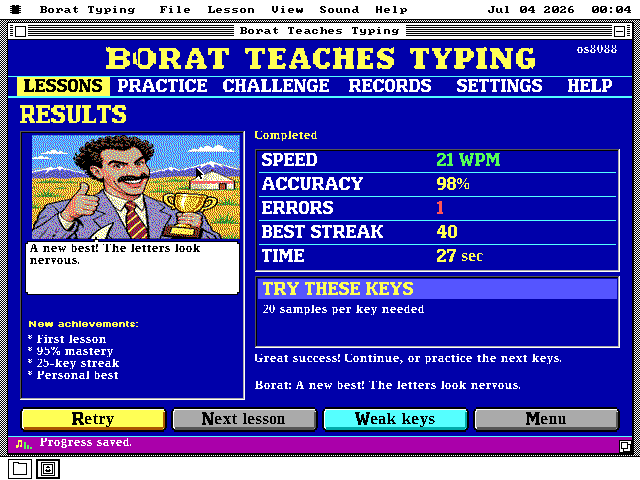 Borat Typing File Lesson View Sound Help Jul 04 2026 00:04
Borat Teaches Typing
BORAT TEACHES TYPING
os8088
LESSONS PRACTICE CHALLENGE RECORDS SETTINGS HELP
RESULTS
A new best! The letters look
nervous.
New achievements:
* First lesson
* 95% mastery
* 25-key streak
* Personal best
Completed
SPEED 21 WPM
ACCURACY 98%
ERRORS 1
BEST STREAK 40
TIME 27 sec
TRY THESE KEYS
20 samples per key needed
Great success! Continue, or practice the next keys.
Borat: A new best! The letters look nervous.
Retry Next lesson Weak keys Menu
Progress saved.